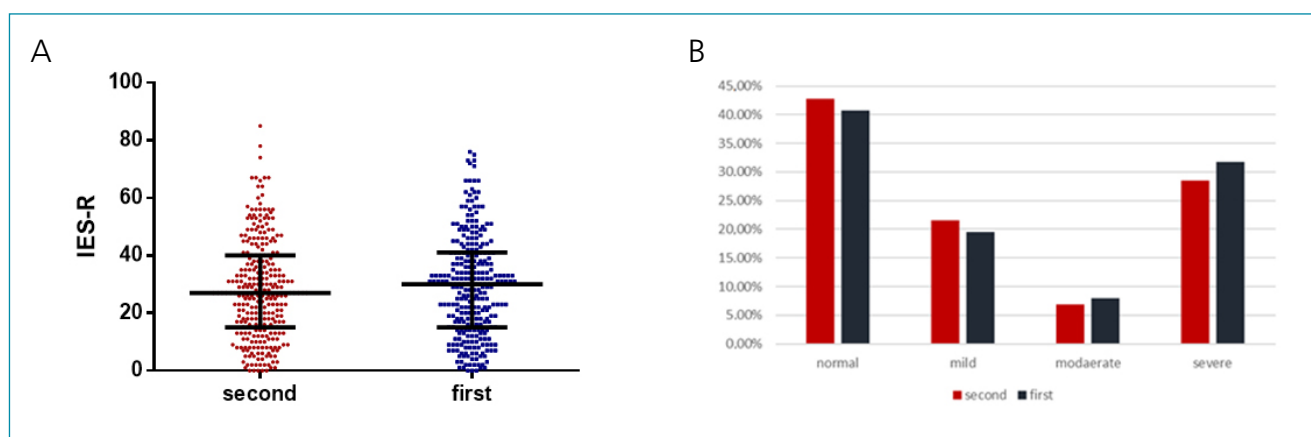 A
IES-R
100
80
60
40
20
0
second first
B
45,00%
40,00%
35,00%
30,00%
25,00%
20,00%
15,00%
10,00%
5,00%
0,00%
normal mild modaerate severe
second first